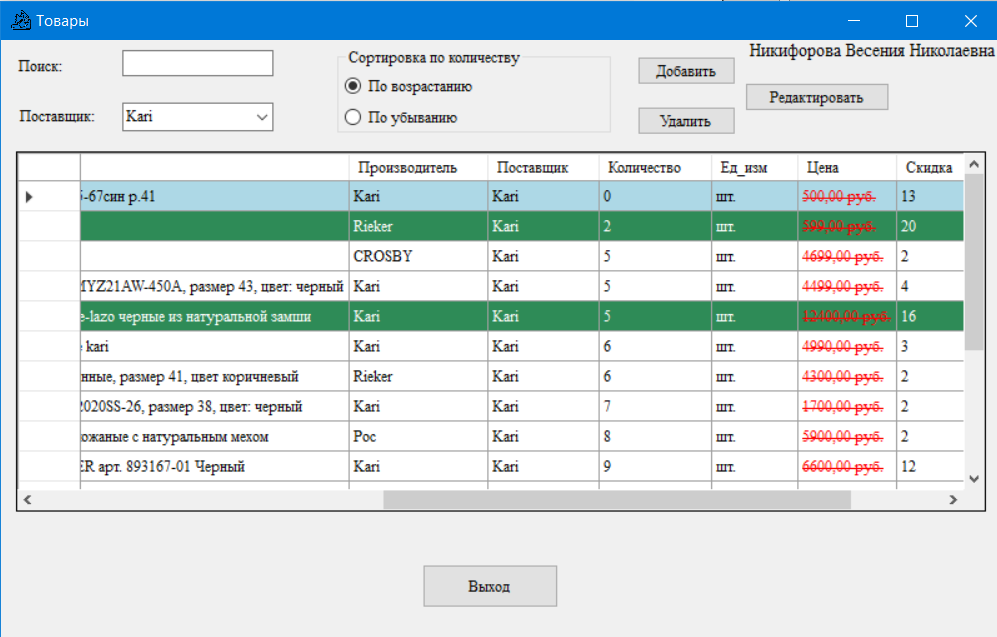 Товары
Никифорова Весения Николаевна
Поиск:
Сортировка по количеству
Добавить
По возрастанию
Редактировать
Поставщик: Kari
По убыванию
Удалить
Производитель Поставщик Количество Ед_изм Цена Скидка
-67син р.41 Kari Kari 0 шт. 500,00 руб. 13
Rieker Kari 2 шт. 599,00 руб. 20
CROSBY Kari 5 шт. 4699,00 руб. 2
MYZ21AW-450A, размер 43, цвет: черный Kari Kari 5 шт. 4499,00 руб. 4
e-lazo черные из натуральной замши Kari Kari 5 шт. 12400,00 руб. 16
kari Kari Kari 6 шт. 4990,00 руб. 3
нные, размер 41, цвет коричневый Rieker Kari 6 шт. 4300,00 руб. 2
2020SS-26, размер 38, цвет: черный Kari Kari 7 шт. 1700,00 руб. 2
ожаные с натуральным мехом Рос Kari 8 шт. 5900,00 руб. 2
ER арт. 893167-01 Черный Kari Kari 9 шт. 6600,00 руб. 12
Выход